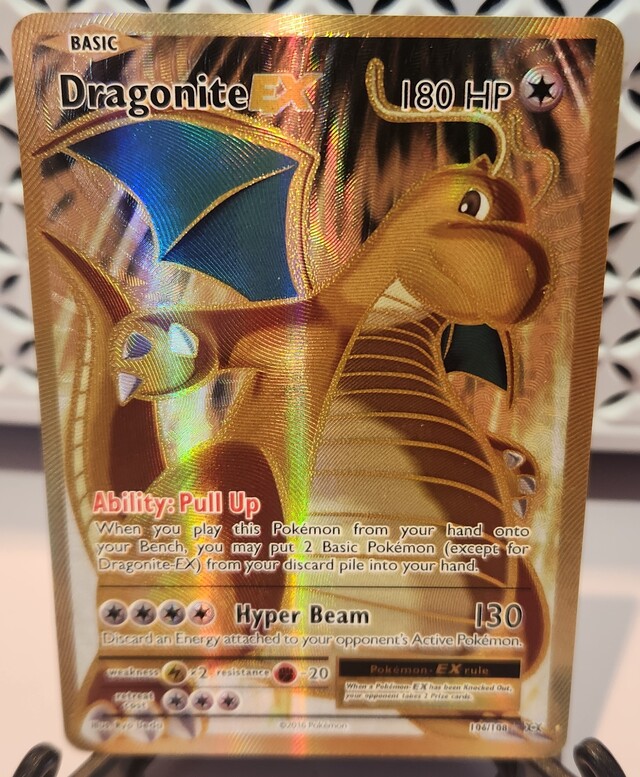 BASIC
Dragonite EX 180 HP
Ability: Pull Up
When you play this Pokémon from your hand onto
your Bench, you may put 2 Basic Pokémon (except for
Dragonite-EX) from your discard pile into your hand.
Hyper Beam 130
Discard an Energy attached to your opponent's Active Pokémon.
weakness ×2 resistance -20
Pokémon-EX rule
When a Pokémon-EX has been Knocked Out,
your opponent takes 2 Prize cards.
retreat
cost
Illus. Ryo Ueda ©2016 Pokémon 106/108